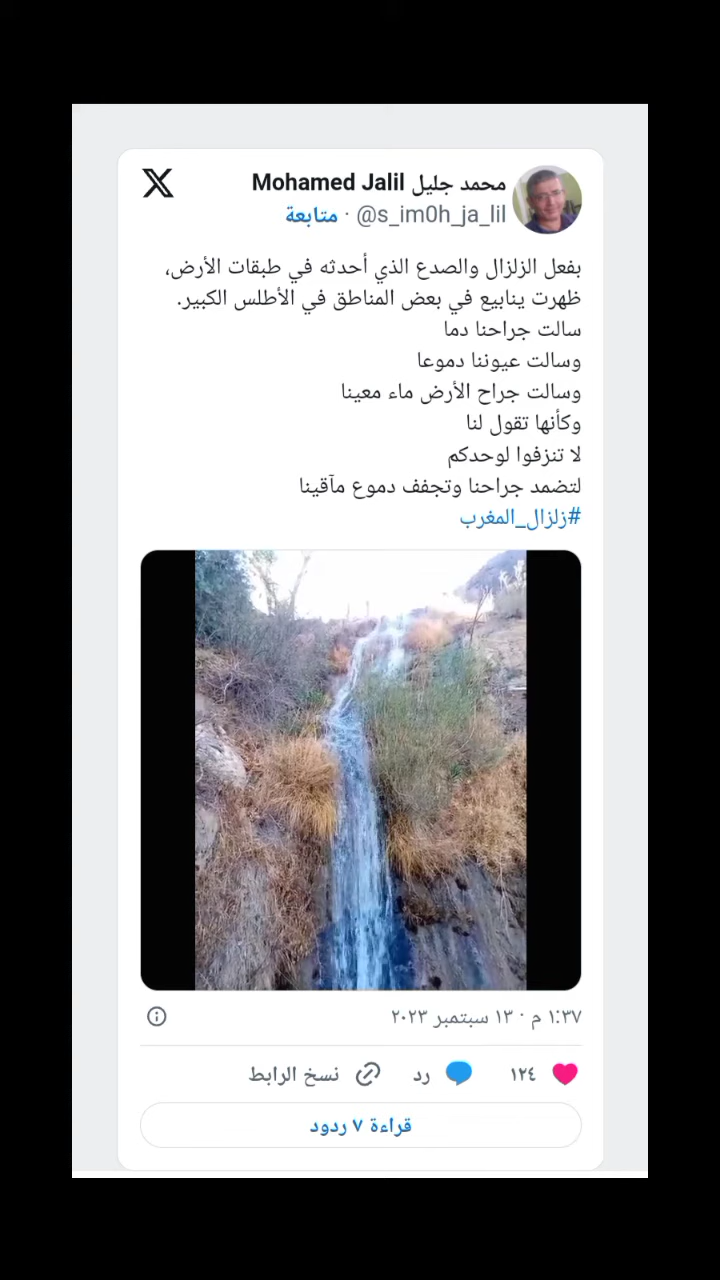 محمد جليل Mohamed Jalil
@s_im0h_ja_lil · متابعة
بفعل الزلزال والصدع الذي أحدثه في طبقات الأرض،
ظهرت ينابيع في بعض المناطق في الأطلس الكبير.
سالت جراحنا دما
وسالت عيوننا دموعا
وسالت جراح الأرض ماء معينا
وكأنها تقول لنا
لا تنزفوا لوحدكم
لتضمد جراحنا وتجفف دموع مآقينا
#زلزال_المغرب
١:٣٧ م · ١٣ سبتمبر ٢٠٢٣
١٢٤ رد نسخ الرابط
قراءة ٧ ردود